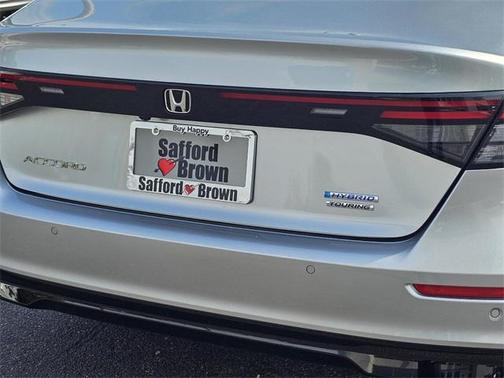 Buy Happy
Safford
Brown
Safford Brown
ACCORD
HYBRID
TOURING